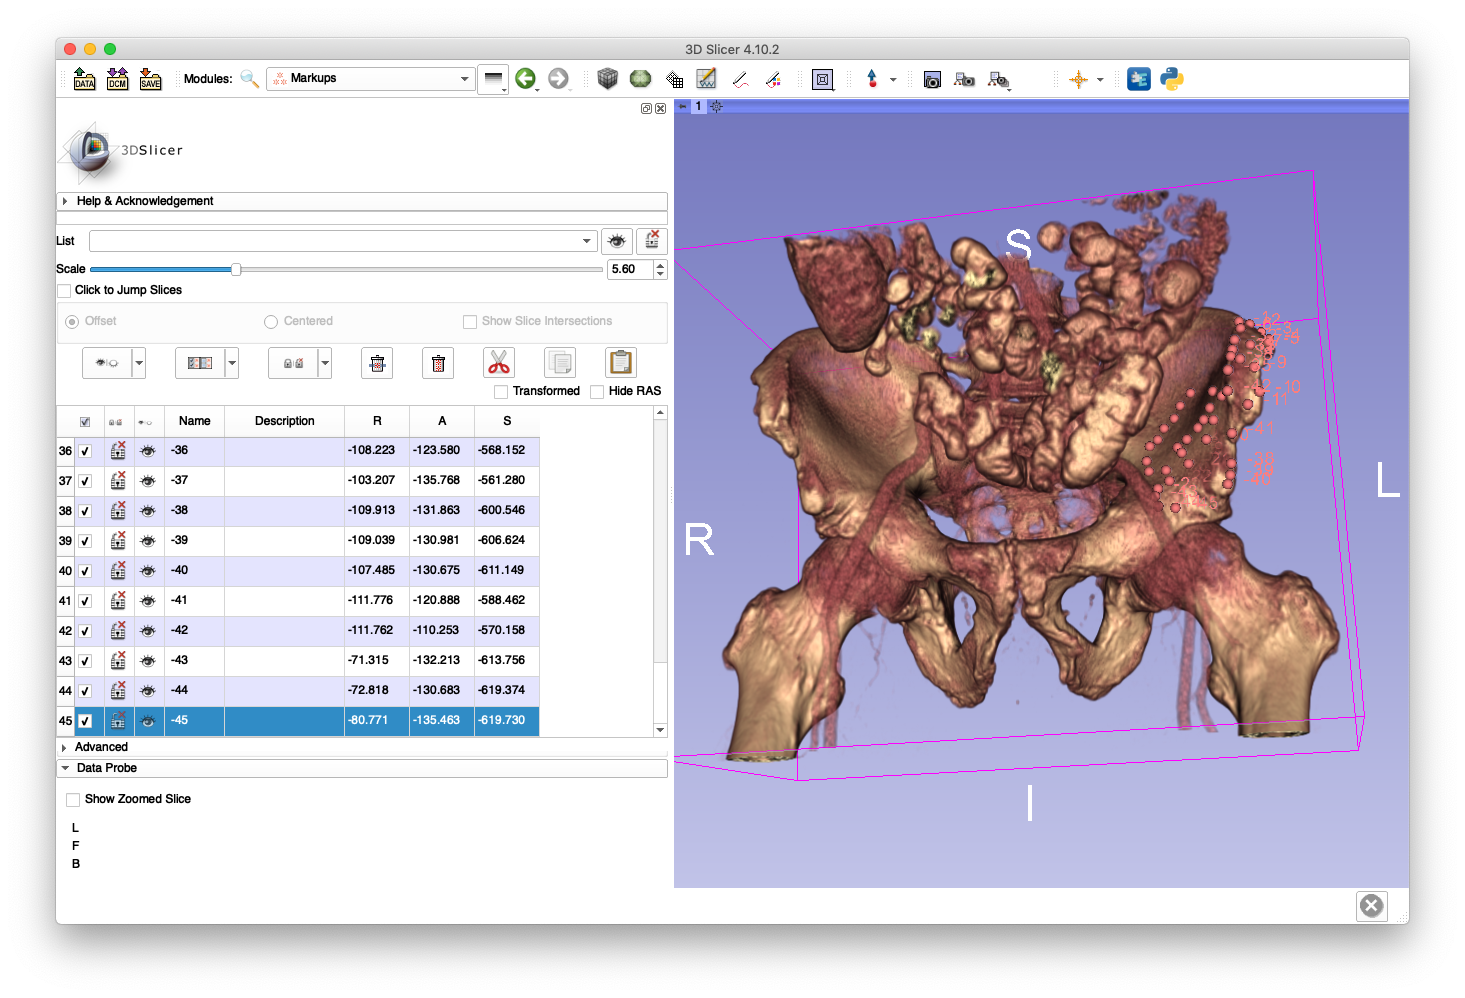 3D Slicer 4.10.2
DATA DCM SAVE Modules: Markups
1
3DSlicer
Help & Acknowledgement
List
Scale 5.60
Click to Jump Slices
Offset Centered Show Slice Intersections
Transformed Hide RAS
Name Description R A S
36 -36 -108.223 -123.580 -568.152
37 -37 -103.207 -135.768 -561.280
38 -38 -109.913 -131.863 -600.546
39 -39 -109.039 -130.981 -606.624
40 -40 -107.485 -130.675 -611.149
41 -41 -111.776 -120.888 -588.462
42 -42 -111.762 -110.253 -570.158
43 -43 -71.315 -132.213 -613.756
44 -44 -72.818 -130.683 -619.374
45 -45 -80.771 -135.463 -619.730
Advanced
Data Probe
Show Zoomed Slice
L
F
B
S
R
L
I
-10
-11
-41